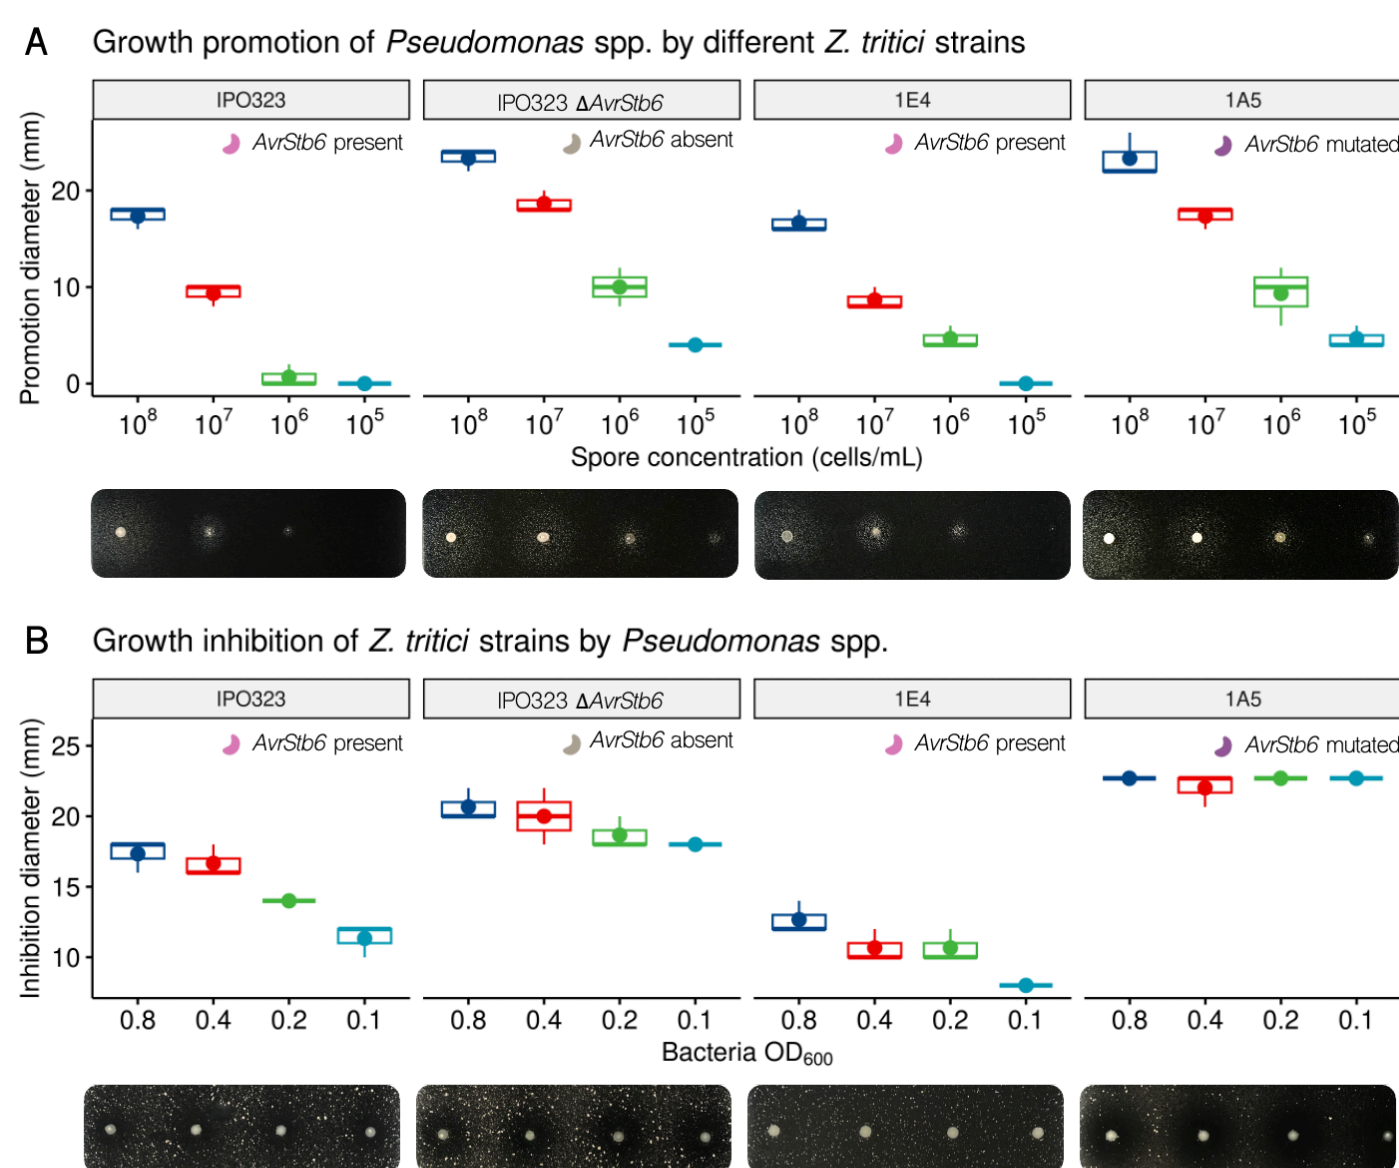 A Growth promotion of Pseudomonas spp. by different Z. tritici strains
IPO323 IPO323 ΔAvrStb6 1E4 1A5
AvrStb6 present AvrStb6 absent AvrStb6 present AvrStb6 mutated
Promotion diameter (mm)
20
10
0
10⁸ 10⁷ 10⁶ 10⁵ 10⁸ 10⁷ 10⁶ 10⁵ 10⁸ 10⁷ 10⁶ 10⁵ 10⁸ 10⁷ 10⁶ 10⁵
Spore concentration (cells/mL)
B Growth inhibition of Z. tritici strains by Pseudomonas spp.
IPO323 IPO323 ΔAvrStb6 1E4 1A5
AvrStb6 present AvrStb6 absent AvrStb6 present AvrStb6 mutated
Inhibition diameter (mm)
25
20
15
10
0.8 0.4 0.2 0.1 0.8 0.4 0.2 0.1 0.8 0.4 0.2 0.1 0.8 0.4 0.2 0.1
Bacteria OD₆₀₀